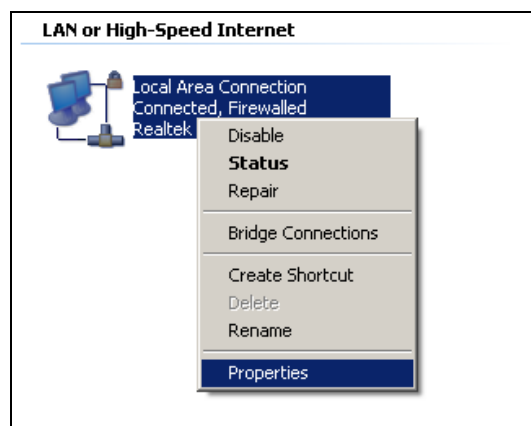 LAN or High-Speed Internet
Local Area Connection
Connected, Firewalled
Realtek
Disable
Status
Repair
Bridge Connections
Create Shortcut
Delete
Rename
Properties